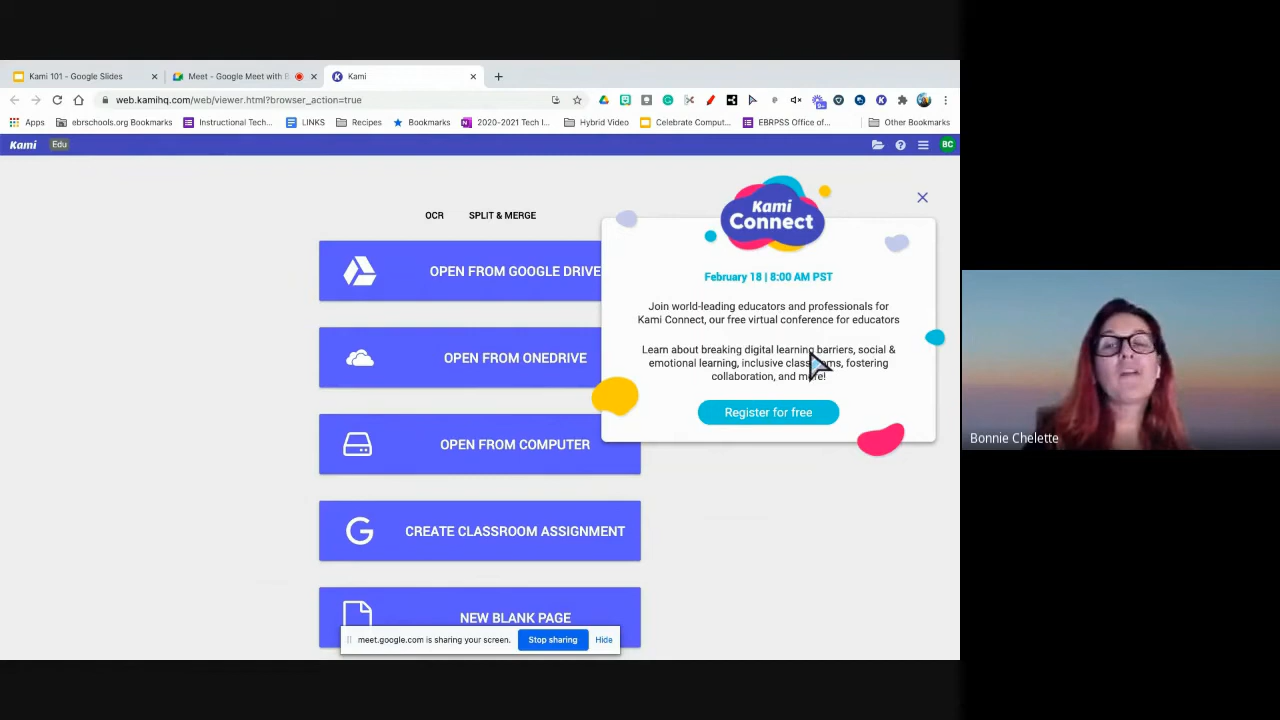 Kami 101 - Google Slides
Meet - Google Meet with B
Kami
web.kamihq.com/web/viewer.html?browser_action=true
Apps
ebrschools.org Bookmarks
Instructional Tech...
LINKS
Recipes
Bookmarks
2020-2021 Tech I...
Hybrid Video
Celebrate Comput...
EBRPSS Office of...
Other Bookmarks
Kami
Edu
BC
OCR
SPLIT & MERGE
Kami
Connect
February 18 | 8:00 AM PST
Join world-leading educators and professionals for
Kami Connect, our free virtual conference for educators
Learn about breaking digital learning barriers, social &
emotional learning, inclusive classrooms, fostering
collaboration, and more!
Register for free
OPEN FROM GOOGLE DRIVE
OPEN FROM ONEDRIVE
OPEN FROM COMPUTER
CREATE CLASSROOM ASSIGNMENT
NEW BLANK PAGE
meet.google.com is sharing your screen.
Stop sharing
Hide
Bonnie Chelette